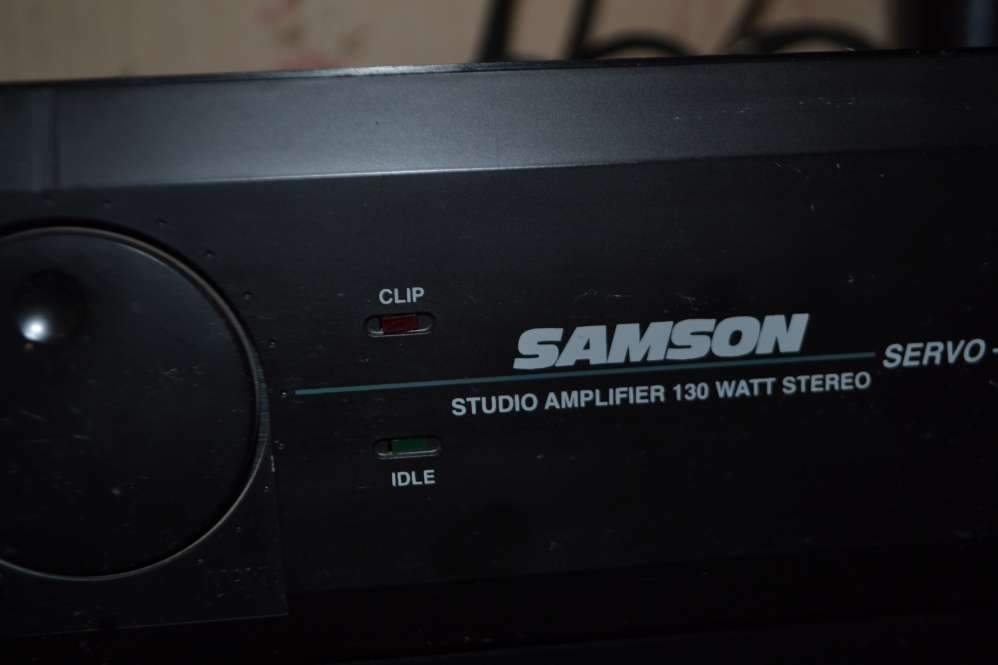 CLIP
SAMSON
SERVO -
STUDIO AMPLIFIER 130 WATT STEREO
IDLE